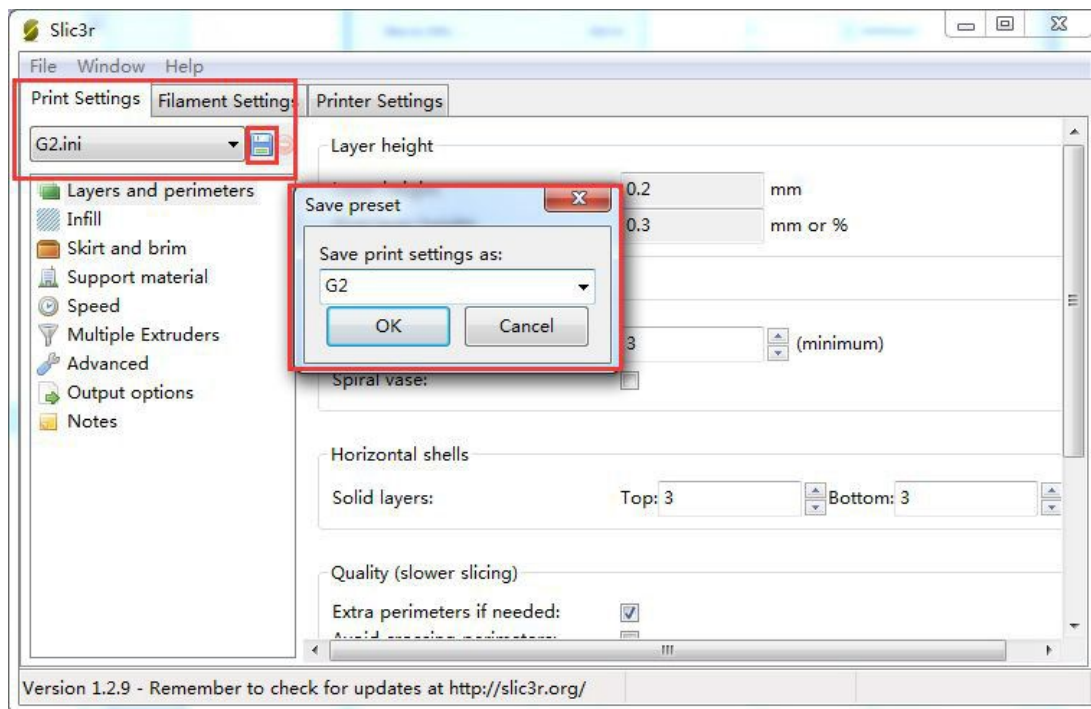 Slic3r
File Window Help
Print Settings Filament Settings Printer Settings
G2.ini
Layers and perimeters
Infill
Skirt and brim
Support material
Speed
Multiple Extruders
Advanced
Output options
Notes
Layer height
0.2 mm
0.3 mm or %
Save preset
Save print settings as:
G2
OK Cancel
3 (minimum)
Spiral vase:
Horizontal shells
Solid layers: Top: 3 Bottom: 3
Quality (slower slicing)
Extra perimeters if needed:
Avoid crossing perimeters:
Version 1.2.9 - Remember to check for updates at http://slic3r.org/